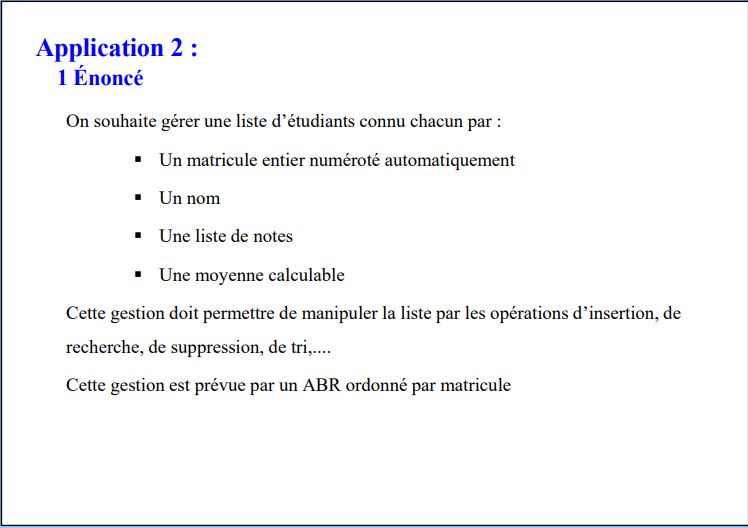 Application 2 :
1 Énoncé
On souhaite gérer une liste d’étudiants connu chacun par :
▪ Un matricule entier numéroté automatiquement
▪ Un nom
▪ Une liste de notes
▪ Une moyenne calculable
Cette gestion doit permettre de manipuler la liste par les opérations d’insertion, de
recherche, de suppression, de tri,....
Cette gestion est prévue par un ABR ordonné par matricule